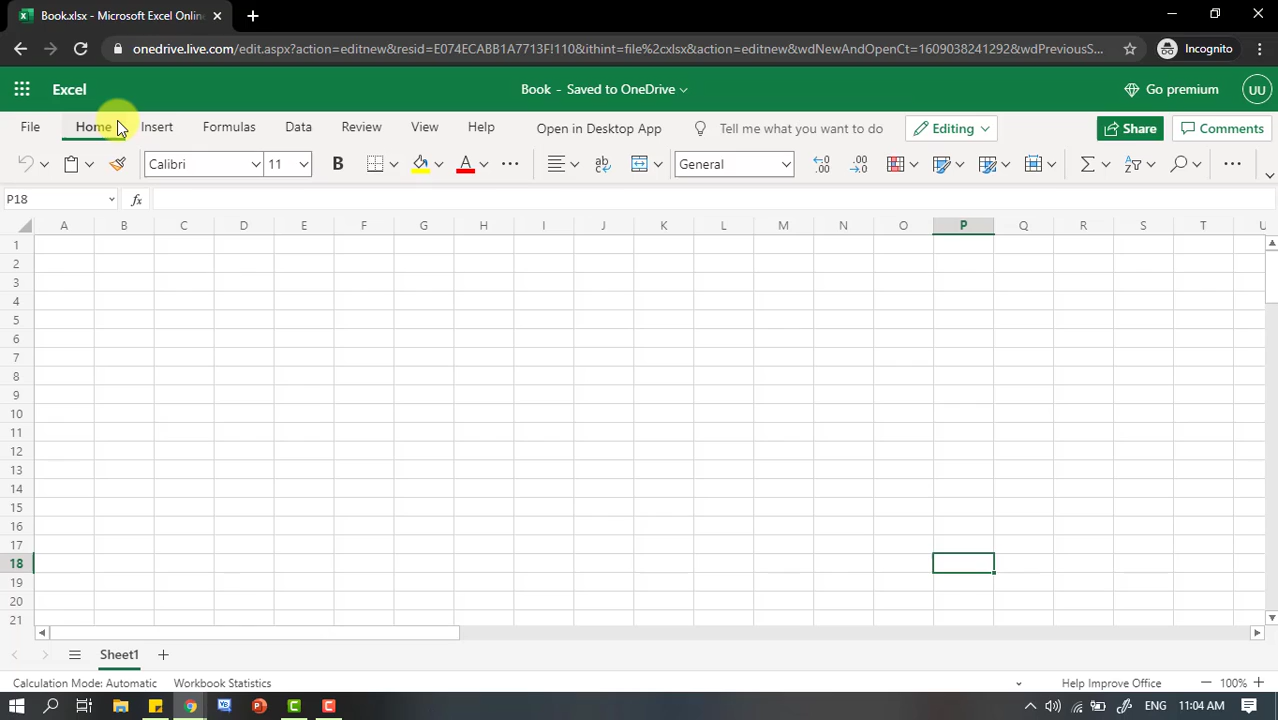 Book.xlsx - Microsoft Excel Onlin
onedrive.live.com/edit.aspx?action=editnew&resid=E074ECABB1A7713F!110&ithint=file%2cxlsx&action=editnew&wdNewAndOpenCt=1609038241292&wdPreviousS...
Incognito
Excel
Book - Saved to OneDrive
Go premium
UU
File Home Insert Formulas Data Review View Help Open in Desktop App Tell me what you want to do Editing Share Comments
Calibri 11 B A General
P18 fx
A B C D E F G H I J K L M N O P Q R S T U
1
2
3
4
5
6
7
8
9
10
11
12
13
14
15
16
17
18
19
20
21
Sheet1
Calculation Mode: Automatic Workbook Statistics Help Improve Office 100%
ENG 11:04 AM